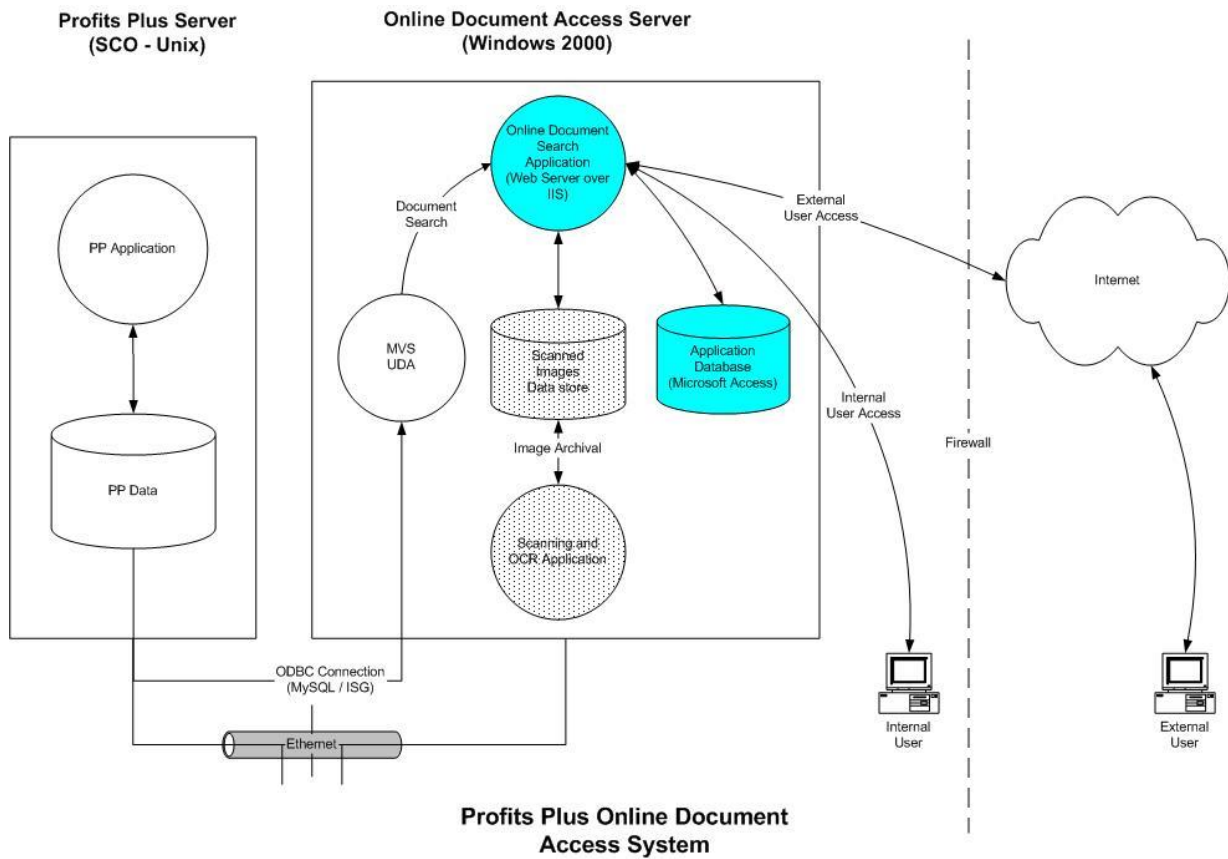 Profits Plus Server
(SCO - Unix)
Online Document Access Server
(Windows 2000)
PP Application
PP Data
Online Document
Search
Application
(Web Server over
IIS)
Document
Search
MVS
UDA
Scanned
Images
Data store
Application
Database
(Microsoft Access)
Image Archival
Scanning and
OCR Application
External
User Access
Internal
User Access
Internet
Firewall
ODBC Connection
(MySQL / ISG)
Ethernet
Internal
User
External
User
Profits Plus Online Document
Access System